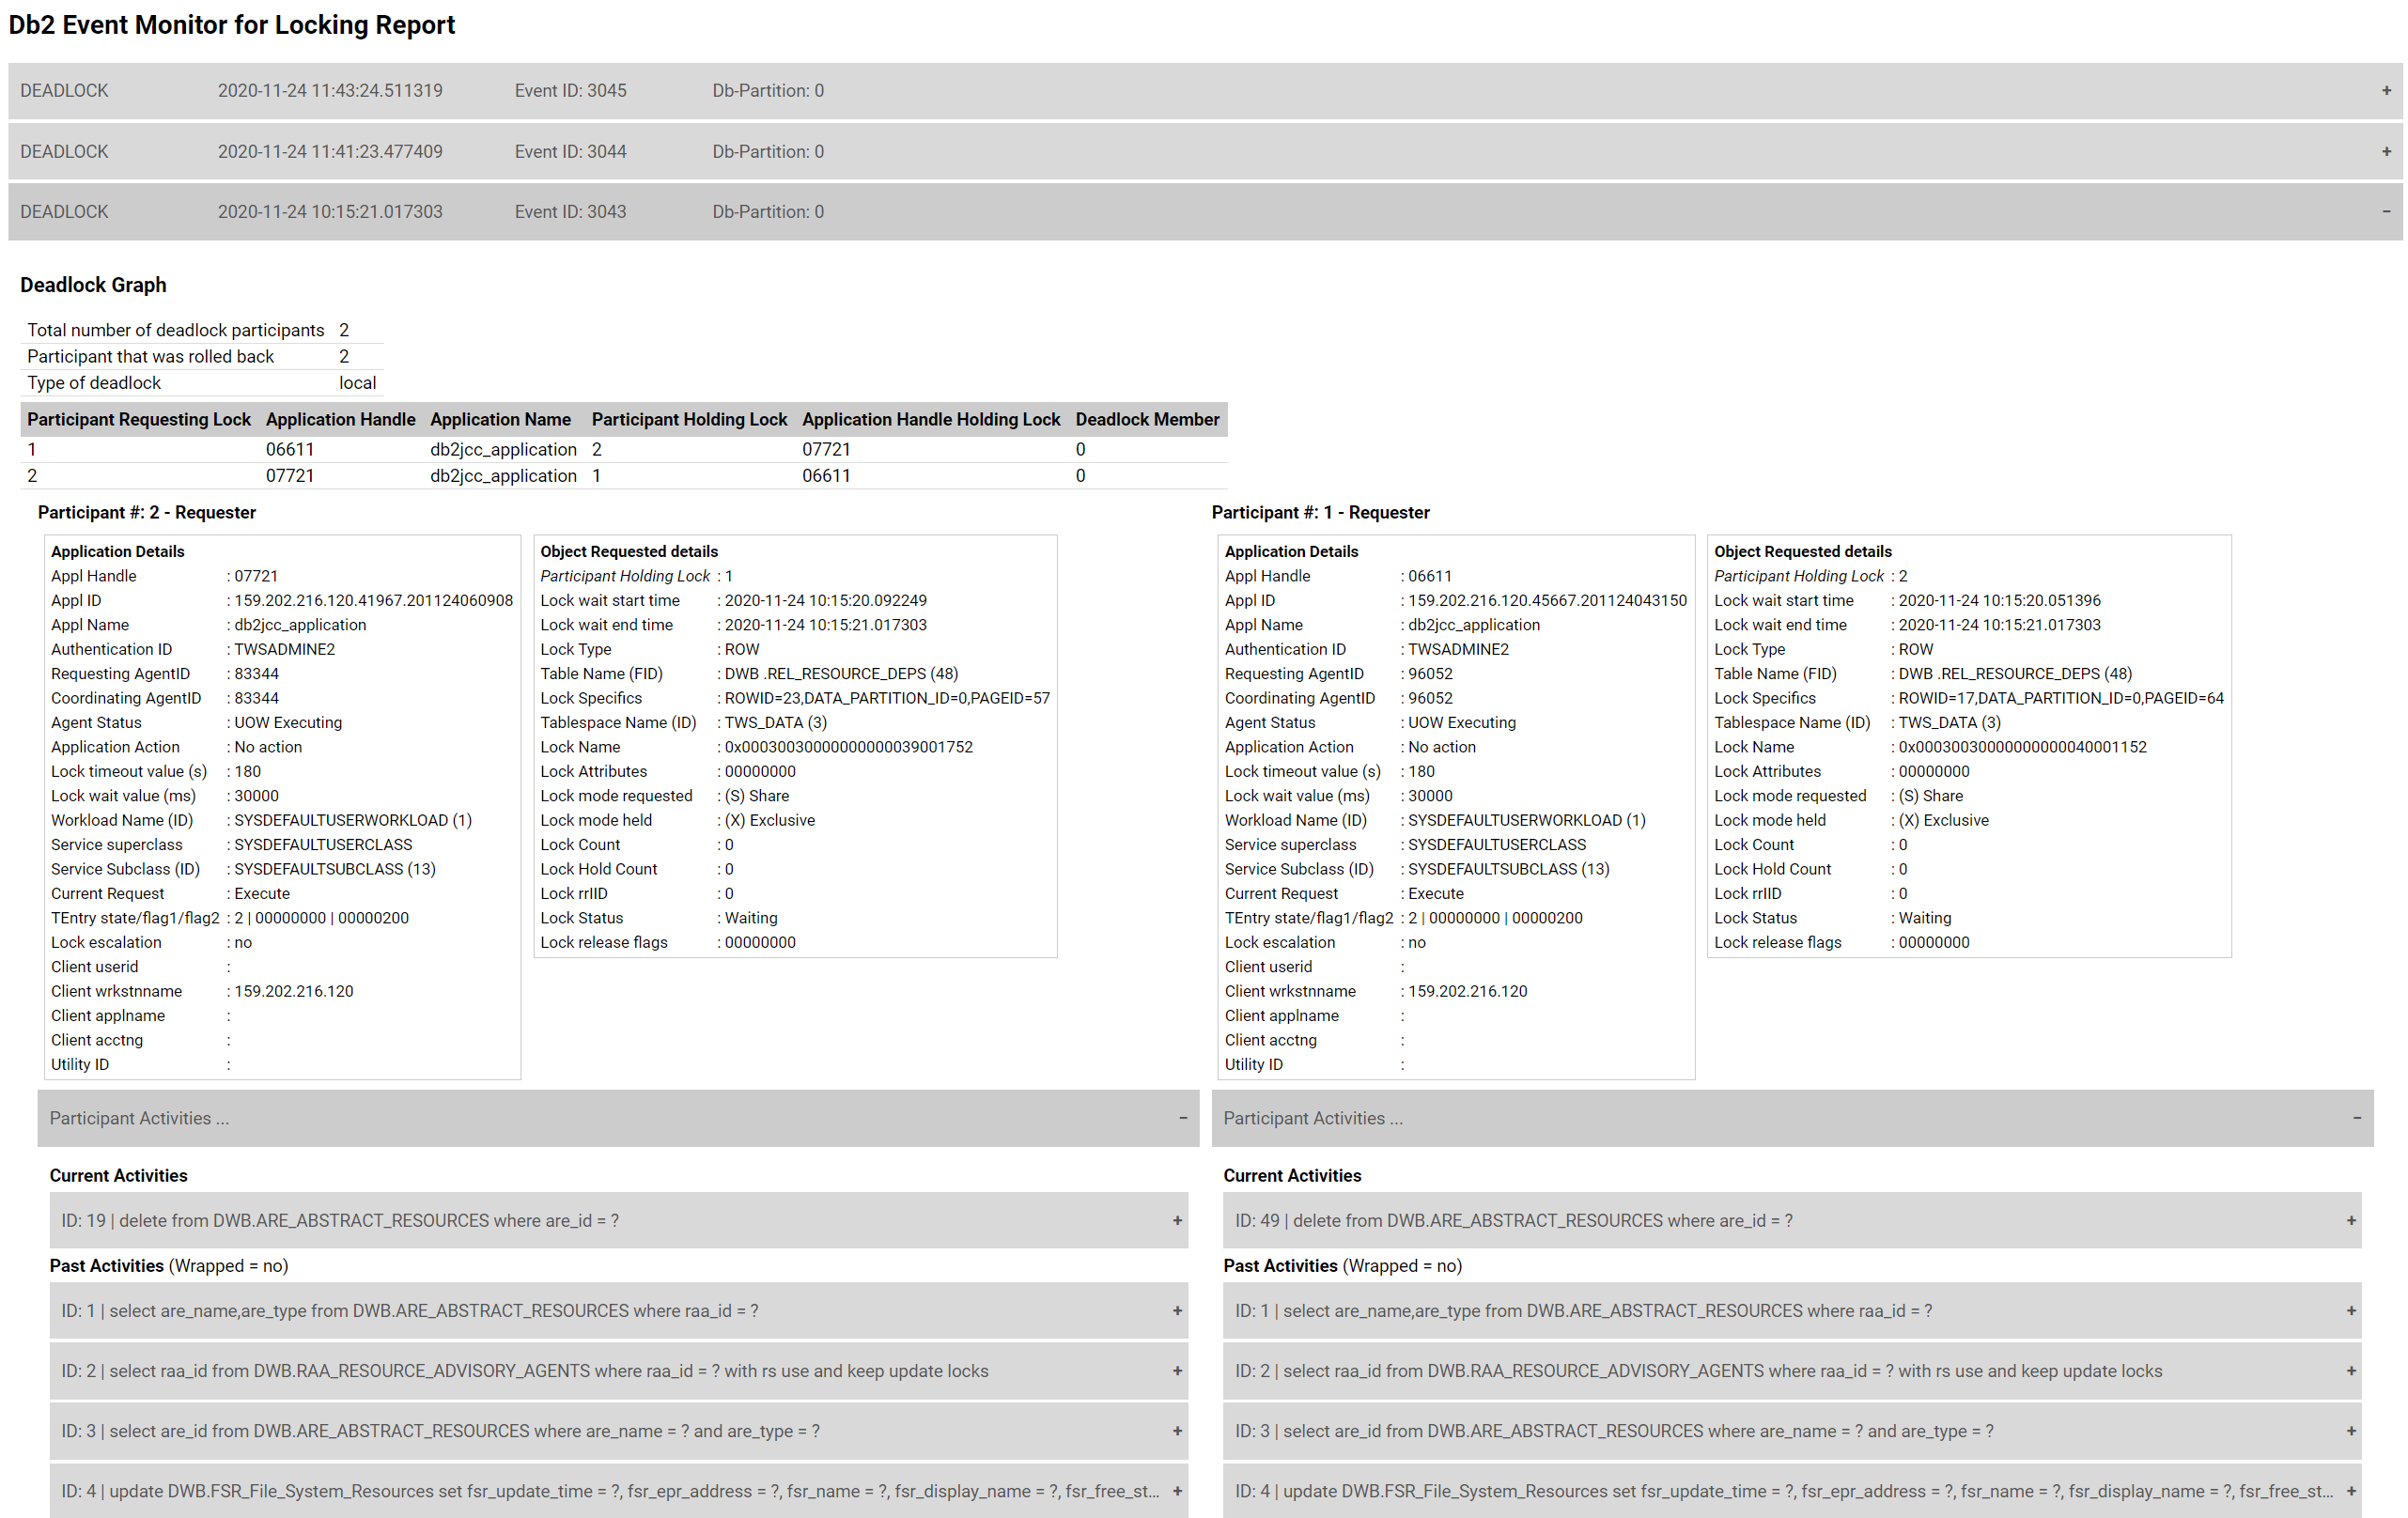 Db2 Event Monitor for Locking Report
DEADLOCK 2020-11-24 11:43:24.511319 Event ID: 3045 Db-Partition: 0 +
DEADLOCK 2020-11-24 11:41:23.477409 Event ID: 3044 Db-Partition: 0 +
DEADLOCK 2020-11-24 10:15:21.017303 Event ID: 3043 Db-Partition: 0 −
Deadlock Graph
Total number of deadlock participants 2
Participant that was rolled back 2
Type of deadlock local
Participant Requesting Lock Application Handle Application Name Participant Holding Lock Application Handle Holding Lock Deadlock Member
1 06611 db2jcc_application 2 07721 0
2 07721 db2jcc_application 1 06611 0
Participant #: 2 - Requester
Application Details
Appl Handle : 07721
Appl ID : 159.202.216.120.41967.201124060908
Appl Name : db2jcc_application
Authentication ID : TWSADMINE2
Requesting AgentID : 83344
Coordinating AgentID : 83344
Agent Status : UOW Executing
Application Action : No action
Lock timeout value (s) : 180
Lock wait value (ms) : 30000
Workload Name (ID) : SYSDEFAULTUSERWORKLOAD (1)
Service superclass : SYSDEFAULTUSERCLASS
Service Subclass (ID) : SYSDEFAULTSUBCLASS (13)
Current Request : Execute
TEntry state/flag1/flag2 : 2 | 00000000 | 00000200
Lock escalation : no
Client userid :
Client wrkstnname : 159.202.216.120
Client applname :
Client acctng :
Utility ID :
Object Requested details
Participant Holding Lock : 1
Lock wait start time : 2020-11-24 10:15:20.092249
Lock wait end time : 2020-11-24 10:15:21.017303
Lock Type : ROW
Table Name (FID) : DWB .REL_RESOURCE_DEPS (48)
Lock Specifics : ROWID=23,DATA_PARTITION_ID=0,PAGEID=57
Tablespace Name (ID) : TWS_DATA (3)
Lock Name : 0x00030030000000000039001752
Lock Attributes : 00000000
Lock mode requested : (S) Share
Lock mode held : (X) Exclusive
Lock Count : 0
Lock Hold Count : 0
Lock rrIID : 0
Lock Status : Waiting
Lock release flags : 00000000
Participant Activities ... −
Current Activities
ID: 19 | delete from DWB.ARE_ABSTRACT_RESOURCES where are_id = ? +
Past Activities (Wrapped = no)
ID: 1 | select are_name,are_type from DWB.ARE_ABSTRACT_RESOURCES where raa_id = ? +
ID: 2 | select raa_id from DWB.RAA_RESOURCE_ADVISORY_AGENTS where raa_id = ? with rs use and keep update locks +
ID: 3 | select are_id from DWB.ARE_ABSTRACT_RESOURCES where are_name = ? and are_type = ? +
ID: 4 | update DWB.FSR_File_System_Resources set fsr_update_time = ?, fsr_epr_address = ?, fsr_name = ?, fsr_display_name = ?, fsr_free_st... +
Participant #: 1 - Requester
Application Details
Appl Handle : 06611
Appl ID : 159.202.216.120.45667.201124043150
Appl Name : db2jcc_application
Authentication ID : TWSADMINE2
Requesting AgentID : 96052
Coordinating AgentID : 96052
Agent Status : UOW Executing
Application Action : No action
Lock timeout value (s) : 180
Lock wait value (ms) : 30000
Workload Name (ID) : SYSDEFAULTUSERWORKLOAD (1)
Service superclass : SYSDEFAULTUSERCLASS
Service Subclass (ID) : SYSDEFAULTSUBCLASS (13)
Current Request : Execute
TEntry state/flag1/flag2 : 2 | 00000000 | 00000200
Lock escalation : no
Client userid :
Client wrkstnname : 159.202.216.120
Client applname :
Client acctng :
Utility ID :
Object Requested details
Participant Holding Lock : 2
Lock wait start time : 2020-11-24 10:15:20.051396
Lock wait end time : 2020-11-24 10:15:21.017303
Lock Type : ROW
Table Name (FID) : DWB .REL_RESOURCE_DEPS (48)
Lock Specifics : ROWID=17,DATA_PARTITION_ID=0,PAGEID=64
Tablespace Name (ID) : TWS_DATA (3)
Lock Name : 0x00030030000000000040001152
Lock Attributes : 00000000
Lock mode requested : (S) Share
Lock mode held : (X) Exclusive
Lock Count : 0
Lock Hold Count : 0
Lock rrIID : 0
Lock Status : Waiting
Lock release flags : 00000000
Participant Activities ... −
Current Activities
ID: 49 | delete from DWB.ARE_ABSTRACT_RESOURCES where are_id = ? +
Past Activities (Wrapped = no)
ID: 1 | select are_name,are_type from DWB.ARE_ABSTRACT_RESOURCES where raa_id = ? +
ID: 2 | select raa_id from DWB.RAA_RESOURCE_ADVISORY_AGENTS where raa_id = ? with rs use and keep update locks +
ID: 3 | select are_id from DWB.ARE_ABSTRACT_RESOURCES where are_name = ? and are_type = ? +
ID: 4 | update DWB.FSR_File_System_Resources set fsr_update_time = ?, fsr_epr_address = ?, fsr_name = ?, fsr_display_name = ?, fsr_free_st... +